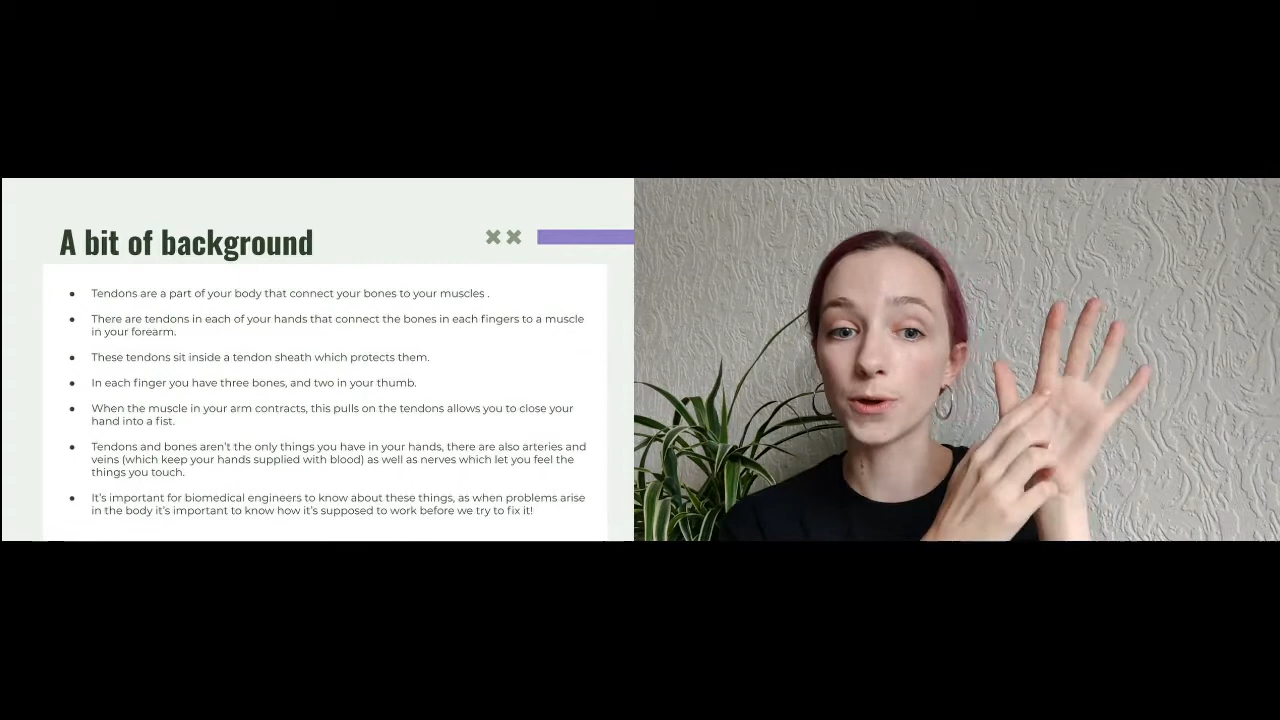 A bit of background
● Tendons are a part of your body that connect your bones to your muscles .
● There are tendons in each of your hands that connect the bones in each fingers to a muscle
in your forearm.
● These tendons sit inside a tendon sheath which protects them.
● In each finger you have three bones, and two in your thumb.
● When the muscle in your arm contracts, this pulls on the tendons allows you to close your
hand into a fist.
● Tendons and bones aren’t the only things you have in your hands, there are also arteries and
veins (which keep your hands supplied with blood) as well as nerves which let you feel the
things you touch.
● It’s important for biomedical engineers to know about these things, as when problems arise
in the body it’s important to know how it’s supposed to work before we try to fix it!